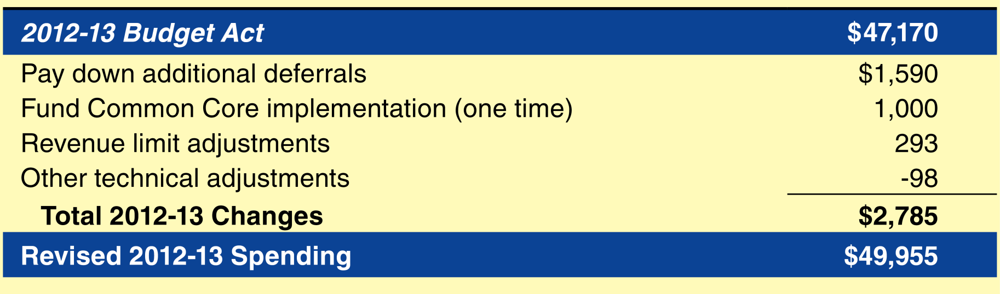 2012-13 Budget Act $47,170
Pay down additional deferrals $1,590
Fund Common Core implementation (one time) 1,000
Revenue limit adjustments 293
Other technical adjustments -98
Total 2012-13 Changes $2,785
Revised 2012-13 Spending $49,955